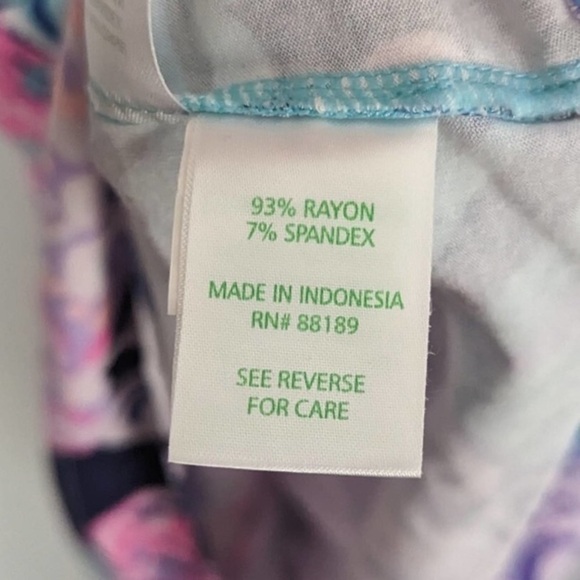 93% RAYON
7% SPANDEX
MADE IN INDONESIA
RN# 88189
SEE REVERSE
FOR CARE